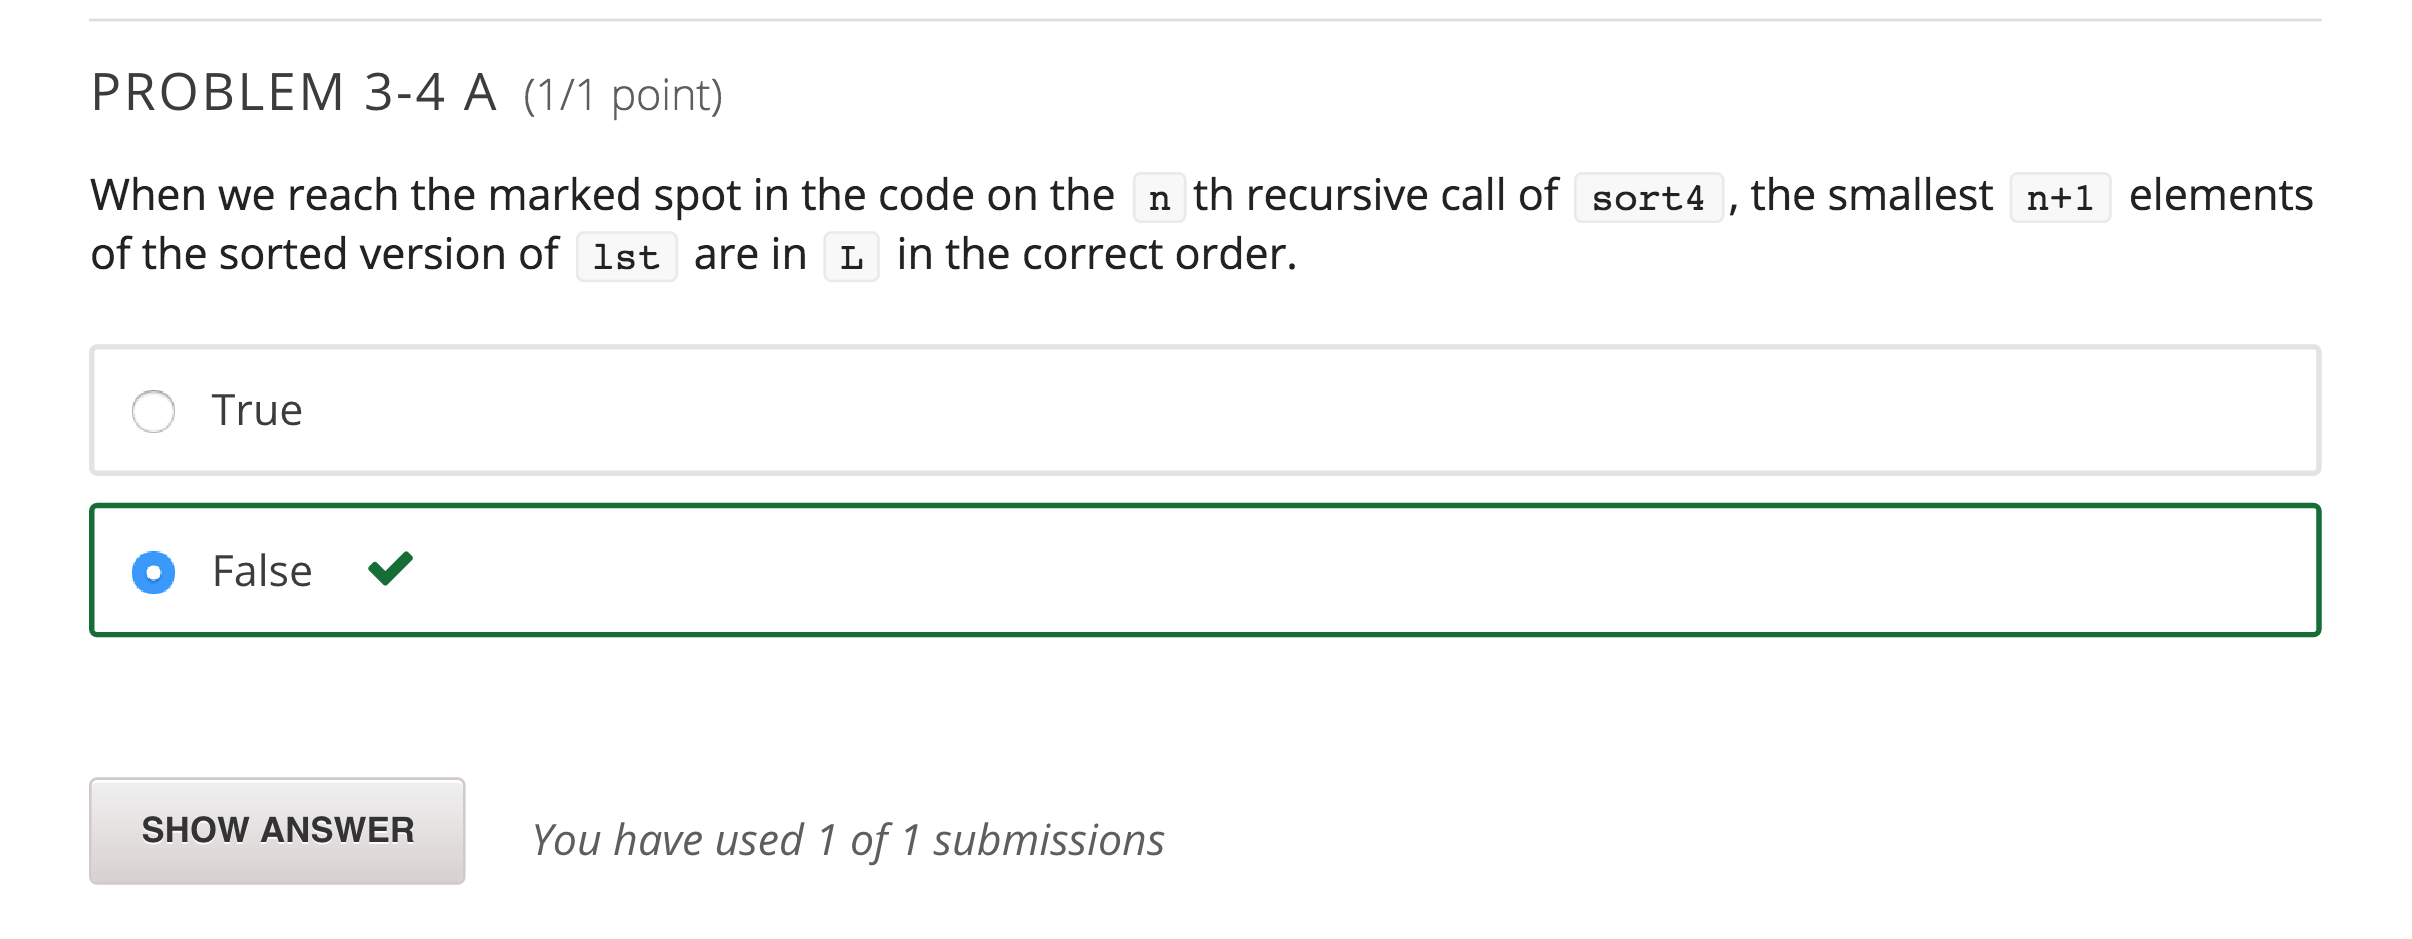 PROBLEM 3-4 A (1/1 point)
When we reach the marked spot in the code on the n th recursive call of sort4, the smallest n+1 elements
of the sorted version of lst are in L in the correct order.
True
False
SHOW ANSWER
You have used 1 of 1 submissions